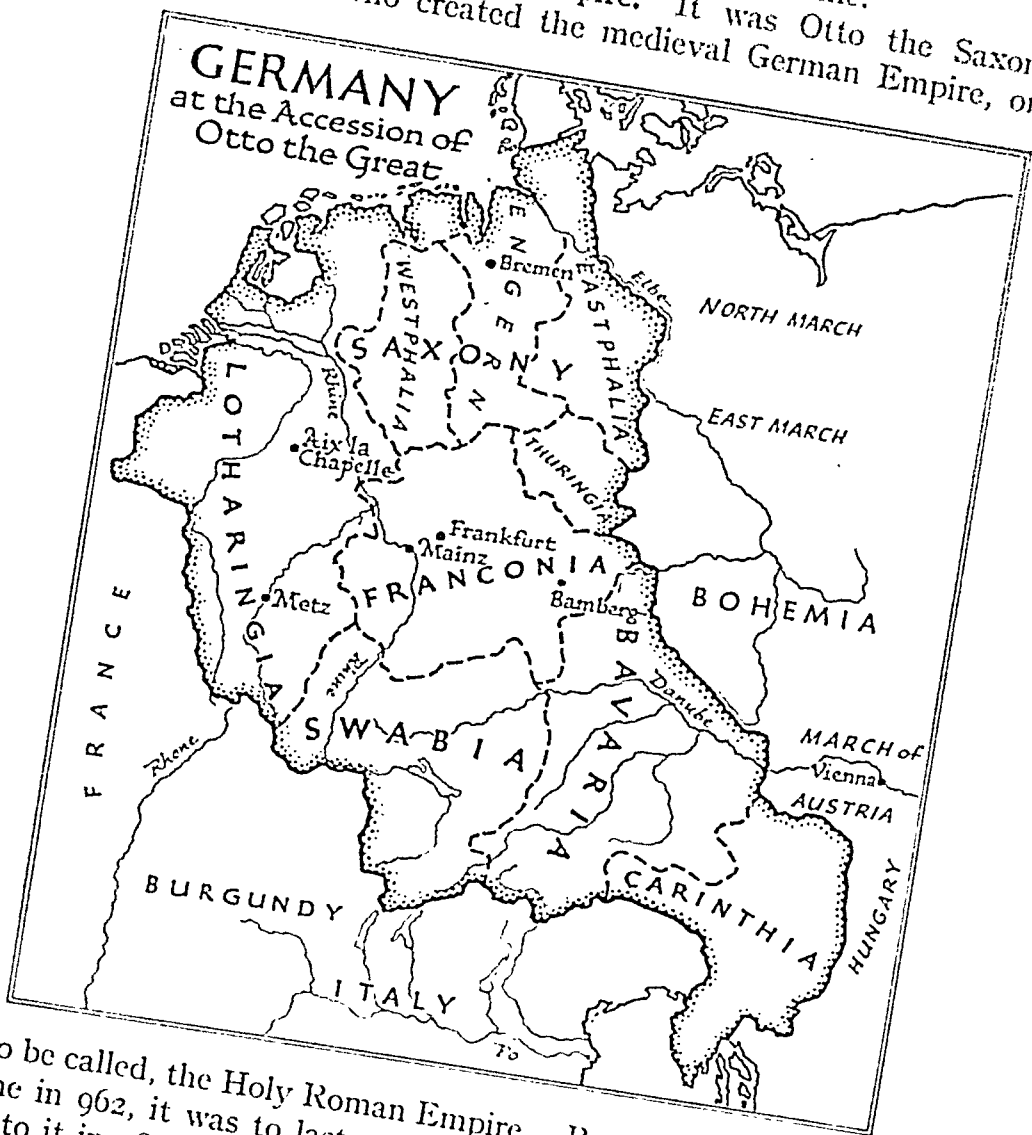 It was Otto the Saxon
created the medieval German Empire, or
GERMANY
at the Accession of
Otto the Great
ENGERN
Bremen
WESTPHALIA
EASTPHALIA
Elbe
NORTH MARCH
SAXONY
Rhine
LOTHARINGIA
EAST MARCH
Aix la
Chapelle
THURINGIA
Frankfurt
Mainz
FRANCONIA
Metz
Bamberg
BOHEMIA
FRANCE
Rhine
BAVARIA
Danube
SWABIA
Rhone
MARCH of
Vienna
AUSTRIA
CARINTHIA
HUNGARY
BURGUNDY
ITALY
Po
o be called, the Holy Roman Empire.
in 962, it was to last
to it in